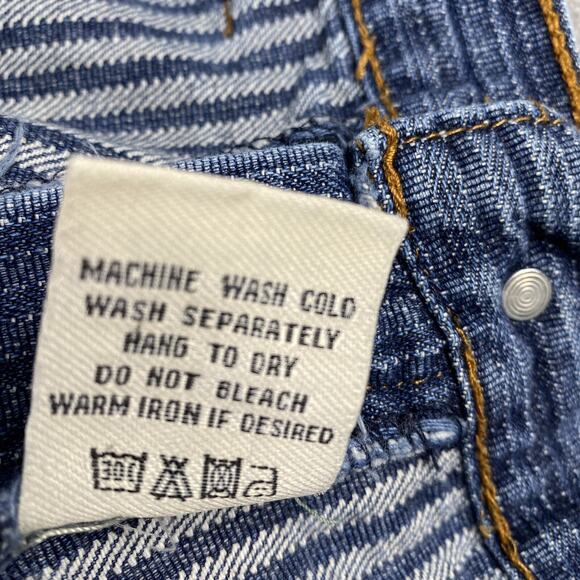 MACHINE WASH COLD
WASH SEPARATELY
HANG TO DRY
DO NOT BLEACH
WARM IRON IF DESIRED